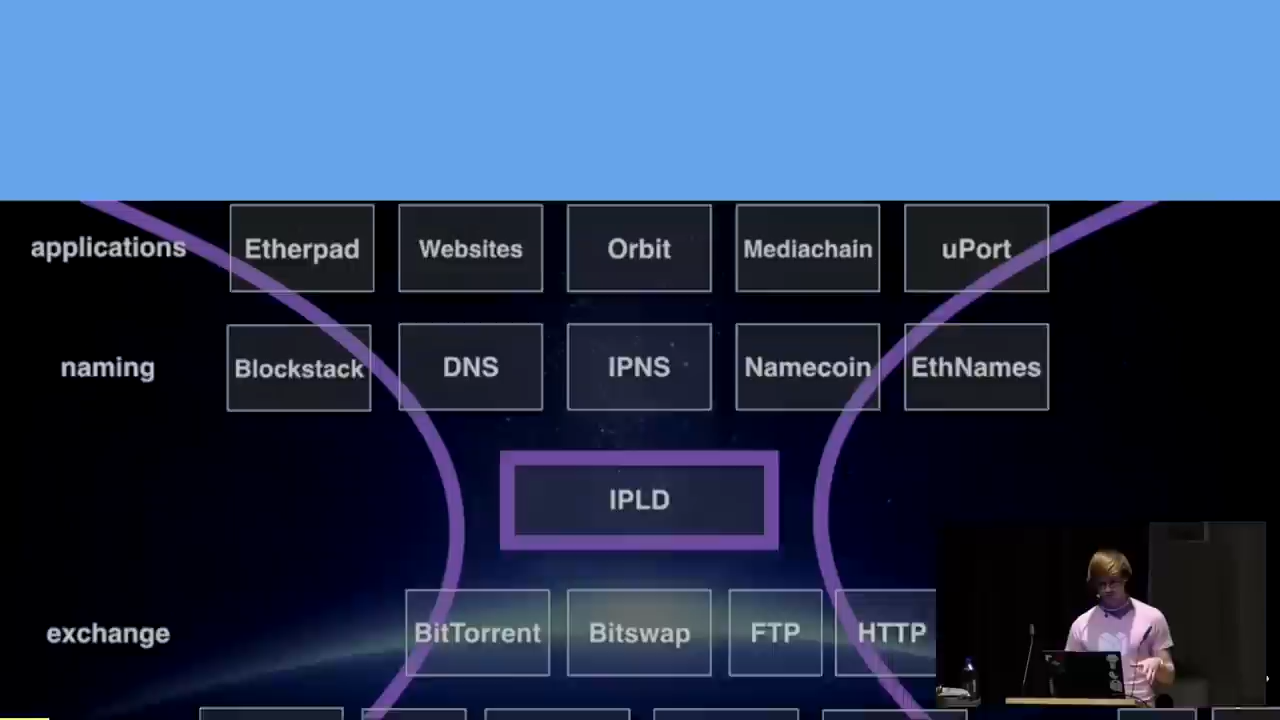 applications Etherpad Websites Orbit Mediachain uPort
naming Blockstack DNS IPNS Namecoin EthNames
IPLD
exchange BitTorrent Bitswap FTP HTTP